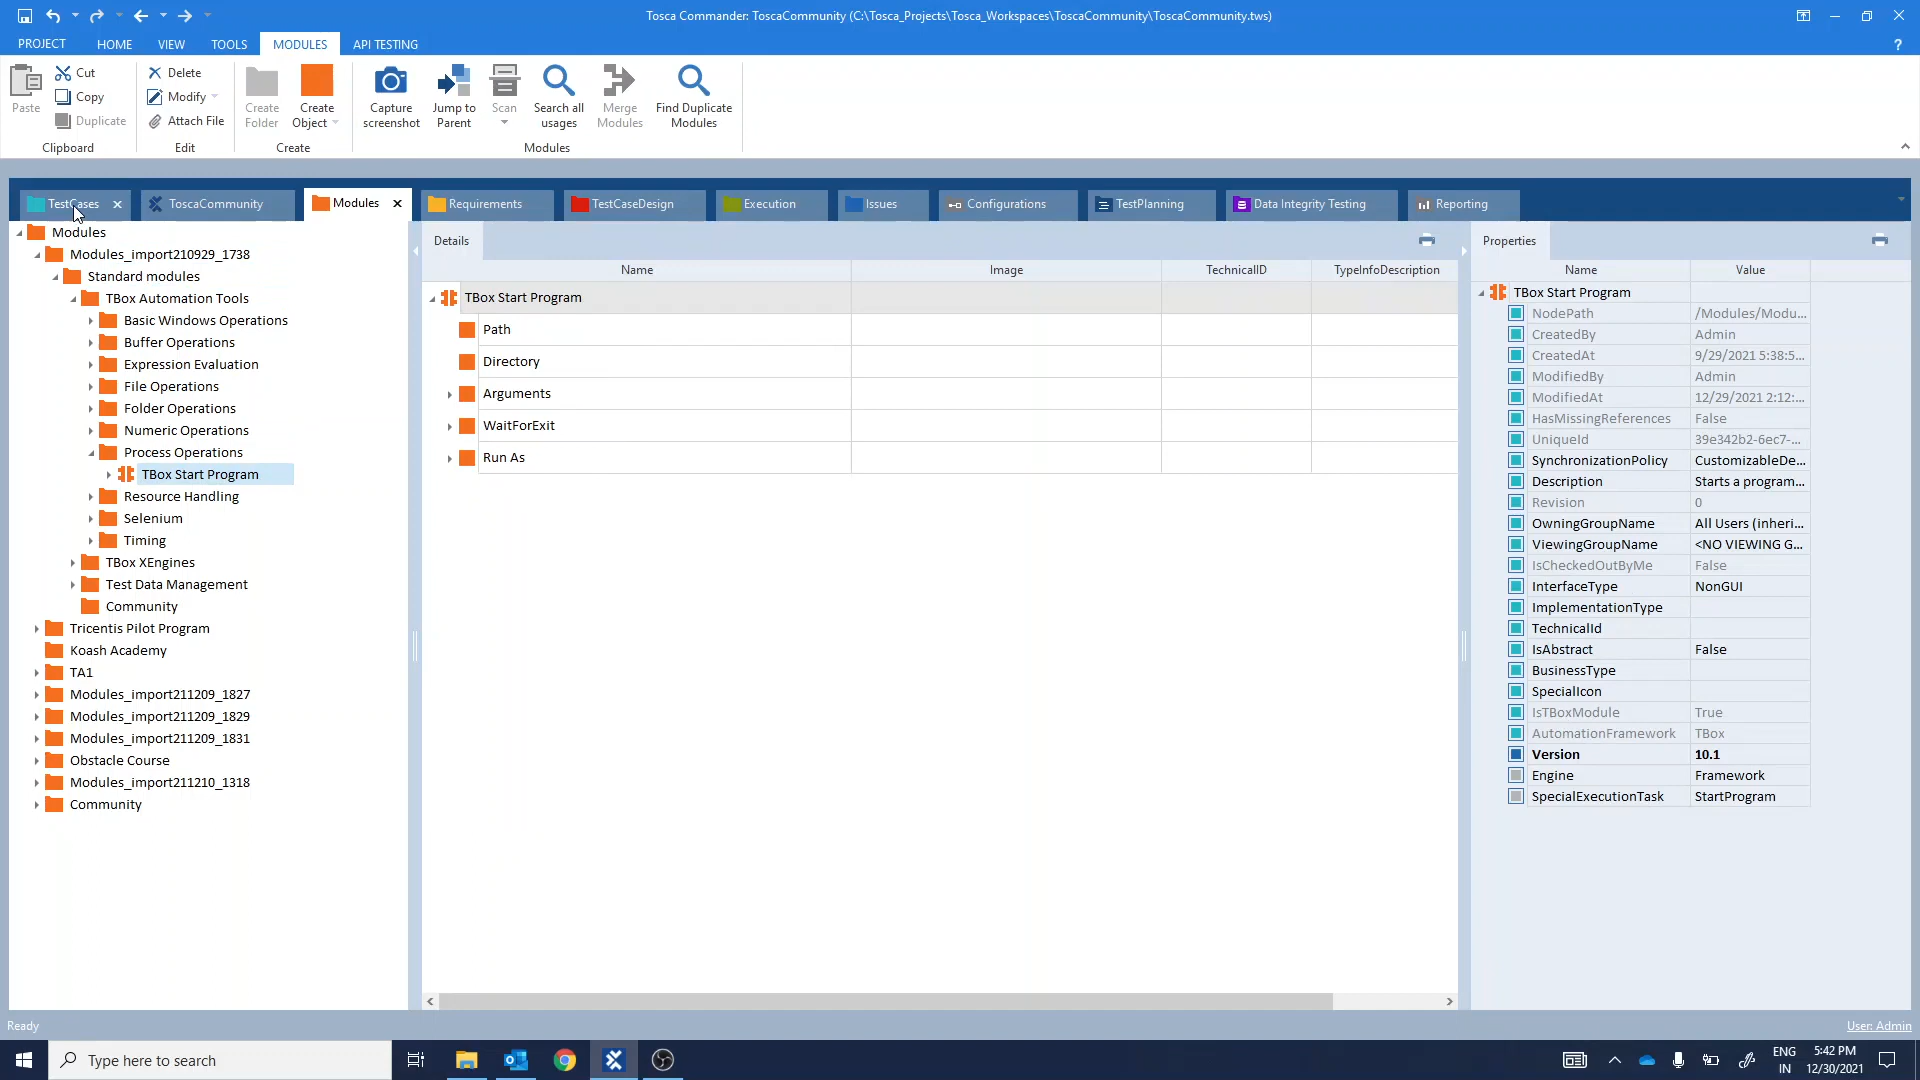 Tosca Commander: ToscaCommunity (C:\Tosca_Projects\Tosca_Workspaces\ToscaCommunity\ToscaCommunity.tws)
PROJECT HOME VIEW TOOLS MODULES API TESTING ?
Paste
Cut
Copy
Duplicate
Clipboard
Delete
Modify
Attach File
Edit
Create Folder
Create Object
Create
Capture screenshot
Jump to Parent
Scan
Search all usages
Merge Modules
Find Duplicate Modules
Modules
TestCases ToscaCommunity Modules Requirements TestCaseDesign Execution Issues Configurations TestPlanning Data Integrity Testing Reporting
Modules
Modules_import210929_1738
Standard modules
TBox Automation Tools
Basic Windows Operations
Buffer Operations
Expression Evaluation
File Operations
Folder Operations
Numeric Operations
Process Operations
TBox Start Program
Resource Handling
Selenium
Timing
TBox XEngines
Test Data Management
Community
Tricentis Pilot Program
Koash Academy
TA1
Modules_import211209_1827
Modules_import211209_1829
Modules_import211209_1831
Obstacle Course
Modules_import211210_1318
Community
Details
Name Image TechnicalID TypeInfoDescription
TBox Start Program
Path
Directory
Arguments
WaitForExit
Run As
Properties
Name Value
TBox Start Program
NodePath /Modules/Modu...
CreatedBy Admin
CreatedAt 9/29/2021 5:38:5...
ModifiedBy Admin
ModifiedAt 12/29/2021 2:12:...
HasMissingReferences False
UniqueId 39e342b2-6ec7-...
SynchronizationPolicy CustomizableDe...
Description Starts a program...
Revision 0
OwningGroupName All Users (inheri...
ViewingGroupName <NO VIEWING G...
IsCheckedOutByMe False
InterfaceType NonGUI
ImplementationType
TechnicalId
IsAbstract False
BusinessType
SpecialIcon
IsTBoxModule True
AutomationFramework TBox
Version 10.1
Engine Framework
SpecialExecutionTask StartProgram
Ready User: Admin
Type here to search
ENG
IN
5:42 PM
12/30/2021